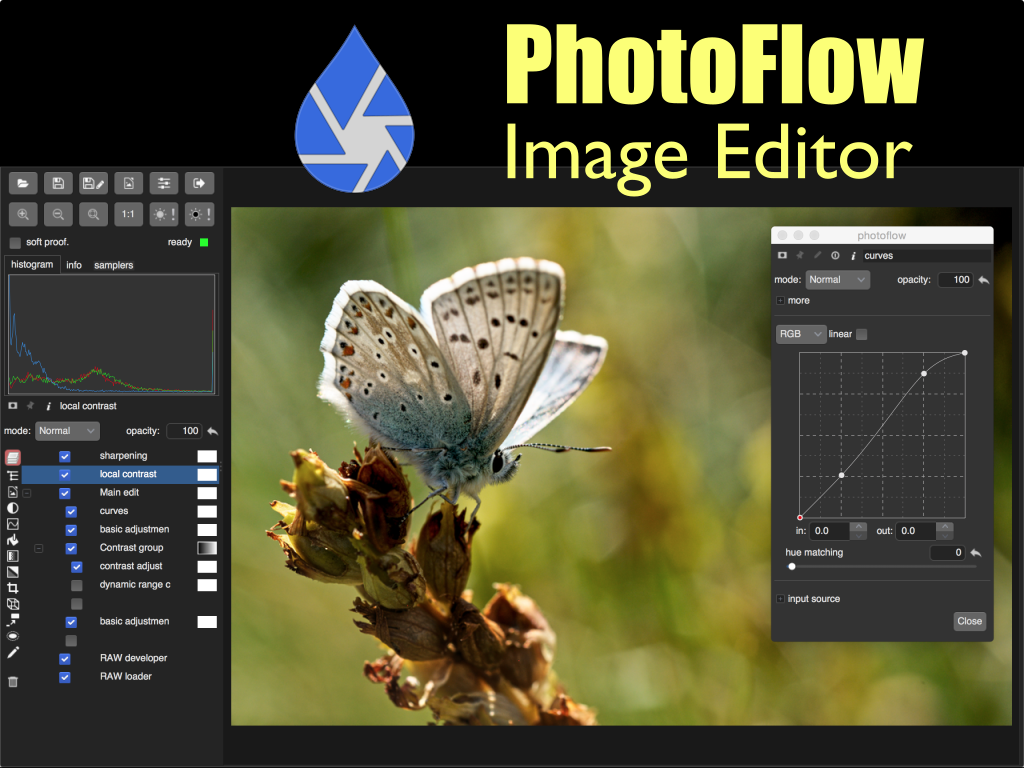 PhotoFlow
Image Editor
1:1
!
!
soft proof.
ready
histogram
info
samplers
i local contrast
mode: Normal
opacity: 100
sharpening
local contrast
Main edit
curves
basic adjustmen
Contrast group
contrast adjust
dynamic range c
basic adjustmen
RAW developer
RAW loader
photoflow
i curves
mode: Normal
opacity: 100
more
RGB
linear
in: 0.0
out: 0.0
hue matching
0
input source
Close